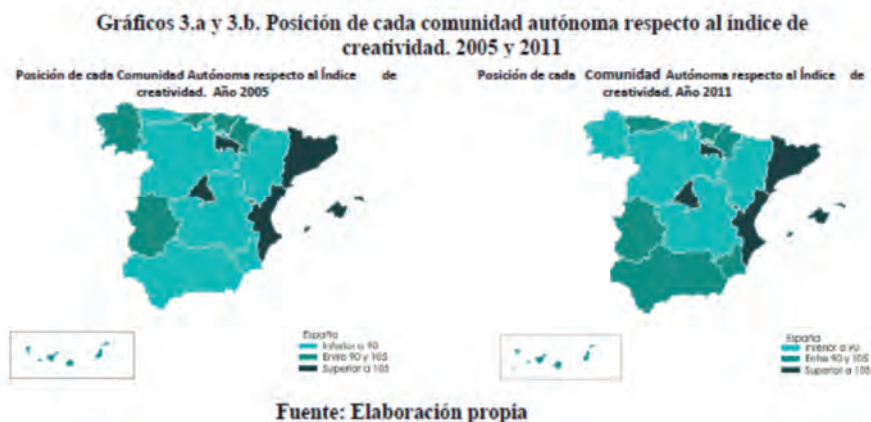 Gráficos 3.a y 3.b. Posición de cada comunidad autónoma respecto al índice de
creatividad. 2005 y 2011
Posición de cada Comunidad Autónoma respecto al Índice de
creatividad. Año 2005
Posición de cada Comunidad Autónoma respecto al Índice de
creatividad. Año 2011
España
Inferior a 90
Entre 90 y 105
Superior a 105
España
Inferior a 90
Entre 90 y 105
Superior a 105
Fuente: Elaboración propia